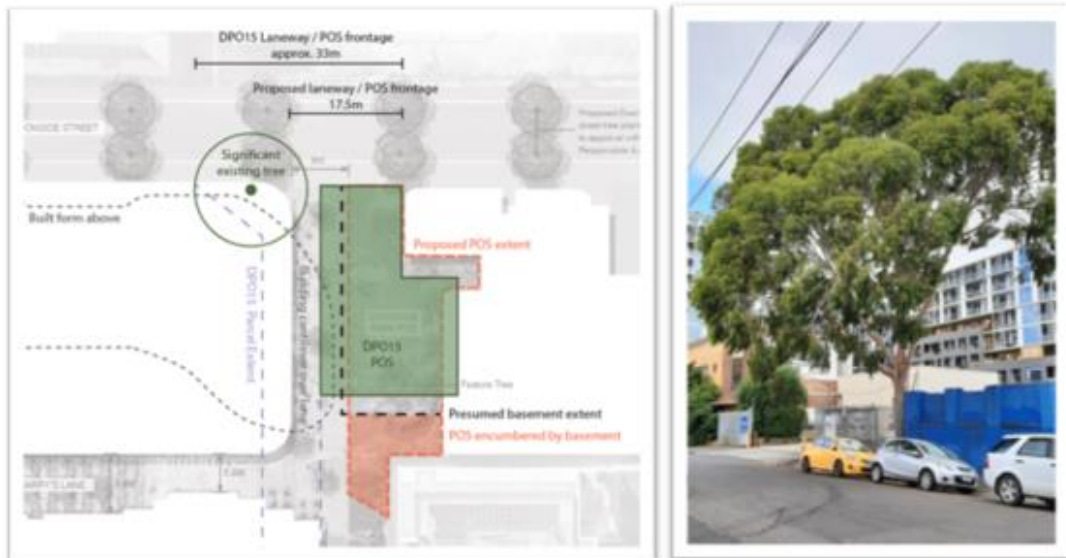 DPO15 Laneway / POS frontage
approx. 33m
Proposed laneway / POS frontage
17.5m
Significant
existing tree
Built form above
Proposed POS extent
DPO15 Parcel Extent
DPO15
POS
Feature Tree
Presumed basement extent
POS encumbered by basement